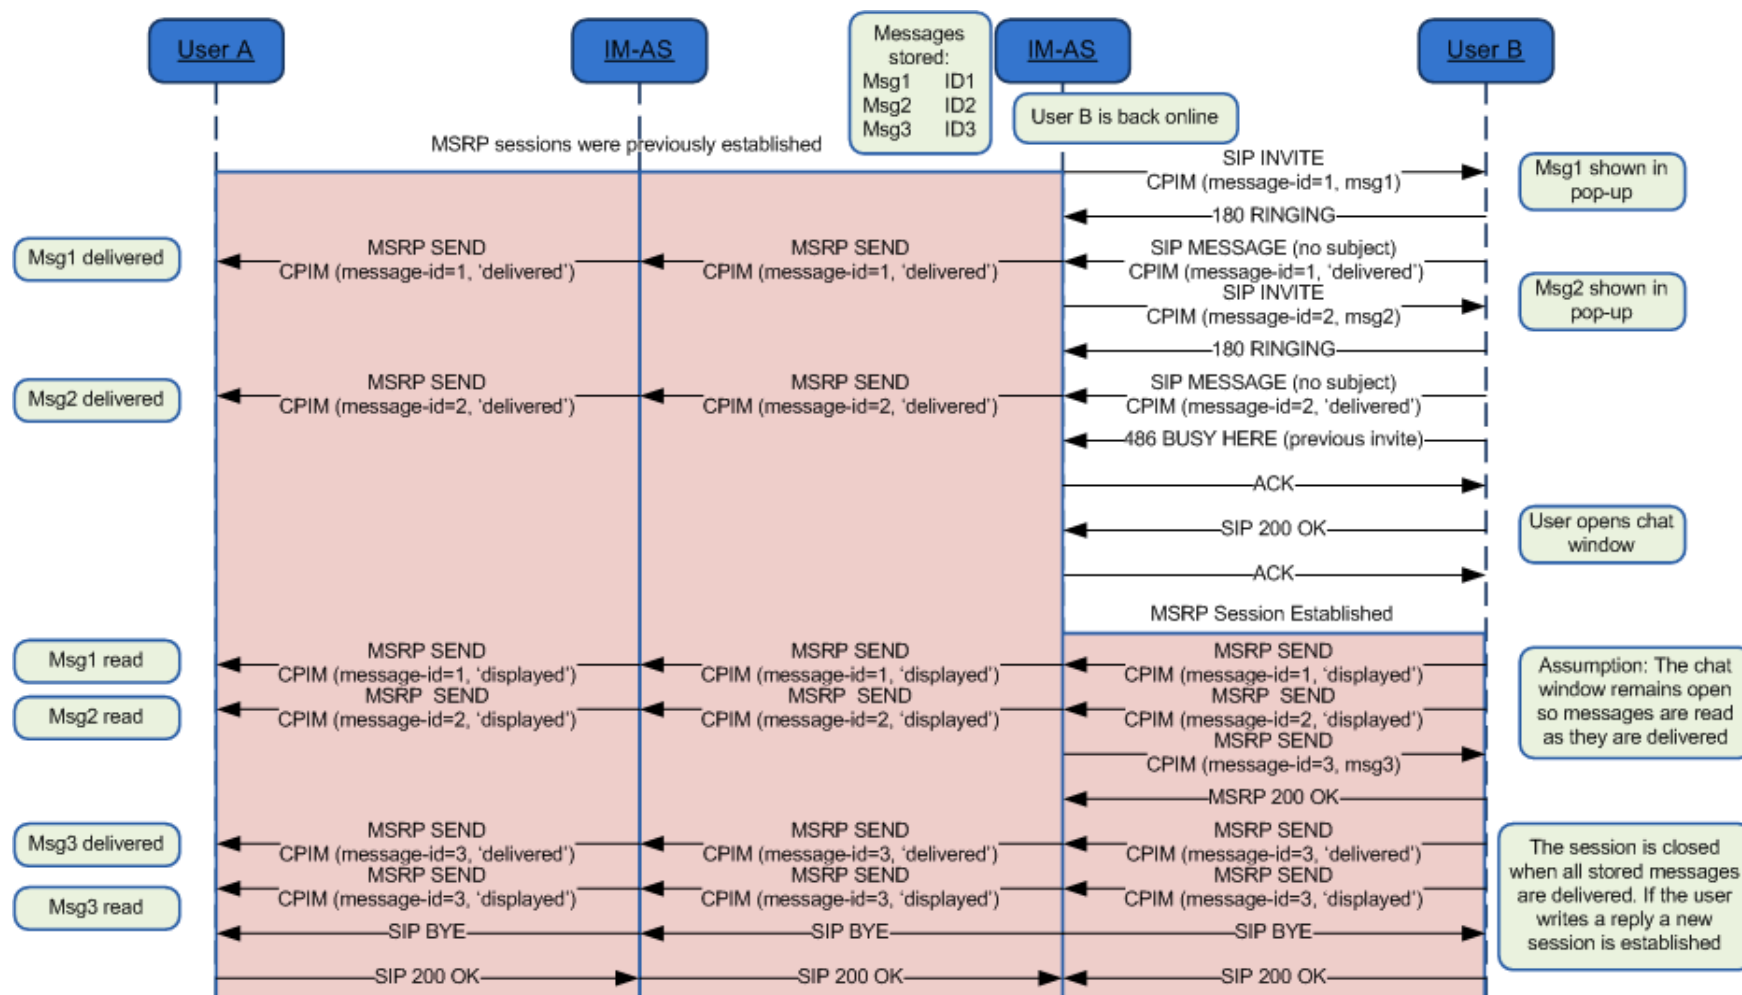 User A
IM-AS
Messages
stored:
Msg1 ID1
Msg2 ID2
Msg3 ID3
IM-AS
User B
User B is back online
MSRP sessions were previously established
SIP INVITE
CPIM (message-id=1, msg1)
Msg1 shown in
pop-up
180 RINGING
Msg1 delivered
MSRP SEND
CPIM (message-id=1, ‘delivered’)
MSRP SEND
CPIM (message-id=1, ‘delivered’)
SIP MESSAGE (no subject)
CPIM (message-id=1, ‘delivered’)
SIP INVITE
CPIM (message-id=2, msg2)
Msg2 shown in
pop-up
180 RINGING
Msg2 delivered
MSRP SEND
CPIM (message-id=2, ‘delivered’)
MSRP SEND
CPIM (message-id=2, ‘delivered’)
SIP MESSAGE (no subject)
CPIM (message-id=2, ‘delivered’)
486 BUSY HERE (previous invite)
ACK
SIP 200 OK
User opens chat
window
ACK
MSRP Session Established
Msg1 read
MSRP SEND
CPIM (message-id=1, ‘displayed’)
MSRP SEND
CPIM (message-id=1, ‘displayed’)
MSRP SEND
CPIM (message-id=1, ‘displayed’)
Assumption: The chat
window remains open
so messages are read
as they are delivered
Msg2 read
MSRP SEND
CPIM (message-id=2, ‘displayed’)
MSRP SEND
CPIM (message-id=2, ‘displayed’)
MSRP SEND
CPIM (message-id=2, ‘displayed’)
MSRP SEND
CPIM (message-id=3, msg3)
MSRP 200 OK
Msg3 delivered
MSRP SEND
CPIM (message-id=3, ‘delivered’)
MSRP SEND
CPIM (message-id=3, ‘delivered’)
MSRP SEND
CPIM (message-id=3, ‘delivered’)
The session is closed
when all stored messages
are delivered. If the user
writes a reply a new
session is established
Msg3 read
MSRP SEND
CPIM (message-id=3, ‘displayed’)
MSRP SEND
CPIM (message-id=3, ‘displayed’)
MSRP SEND
CPIM (message-id=3, ‘displayed’)
SIP BYE
SIP BYE
SIP BYE
SIP 200 OK
SIP 200 OK
SIP 200 OK